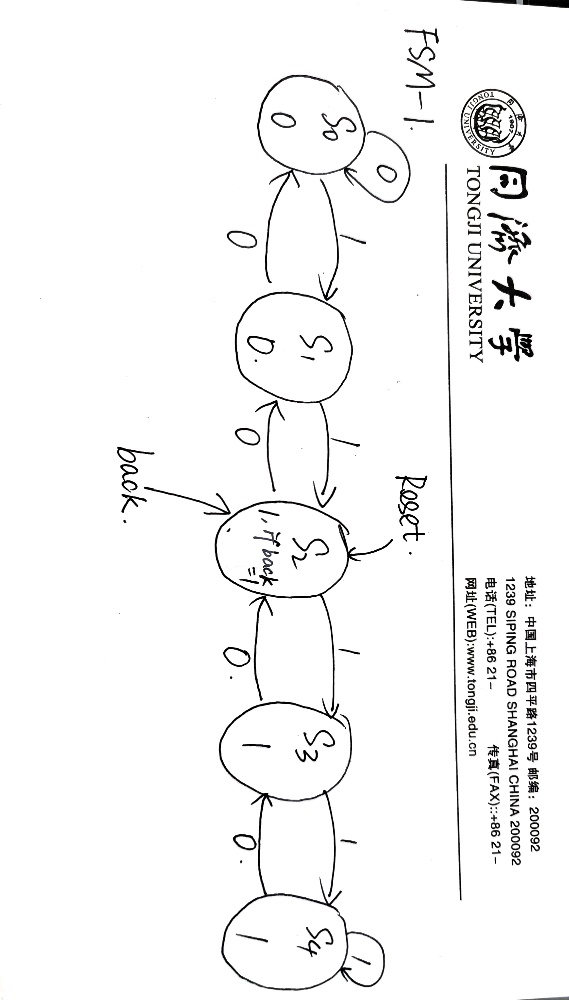 同济大学
TONGJI UNIVERSITY
地址：中国上海市四平路1239号 邮编：200092
1239 SIPING ROAD SHANGHAI CHINA 200092
电话(TEL):+86 21- 传真(FAX)::+86 21-
网址(WEB):www.tongji.edu.cn
FSM-1.
0
1
1
Reset.
1
1
1
S0
0
S1
0.
S2
1, if back
=1
S3
1
S4
1
0
0
0.
0.
back.